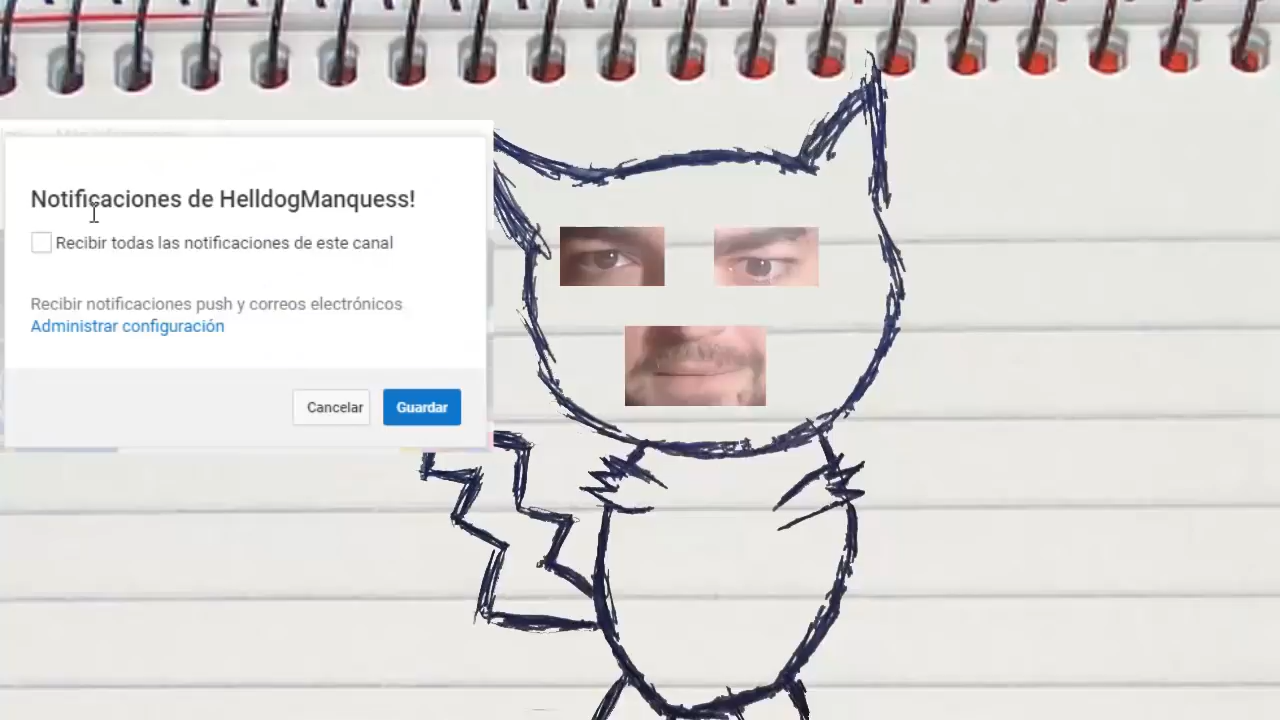 Notificaciones de HelldogManquess!
Recibir todas las notificaciones de este canal
Recibir notificaciones push y correos electrónicos
Administrar configuración
Cancelar
Guardar